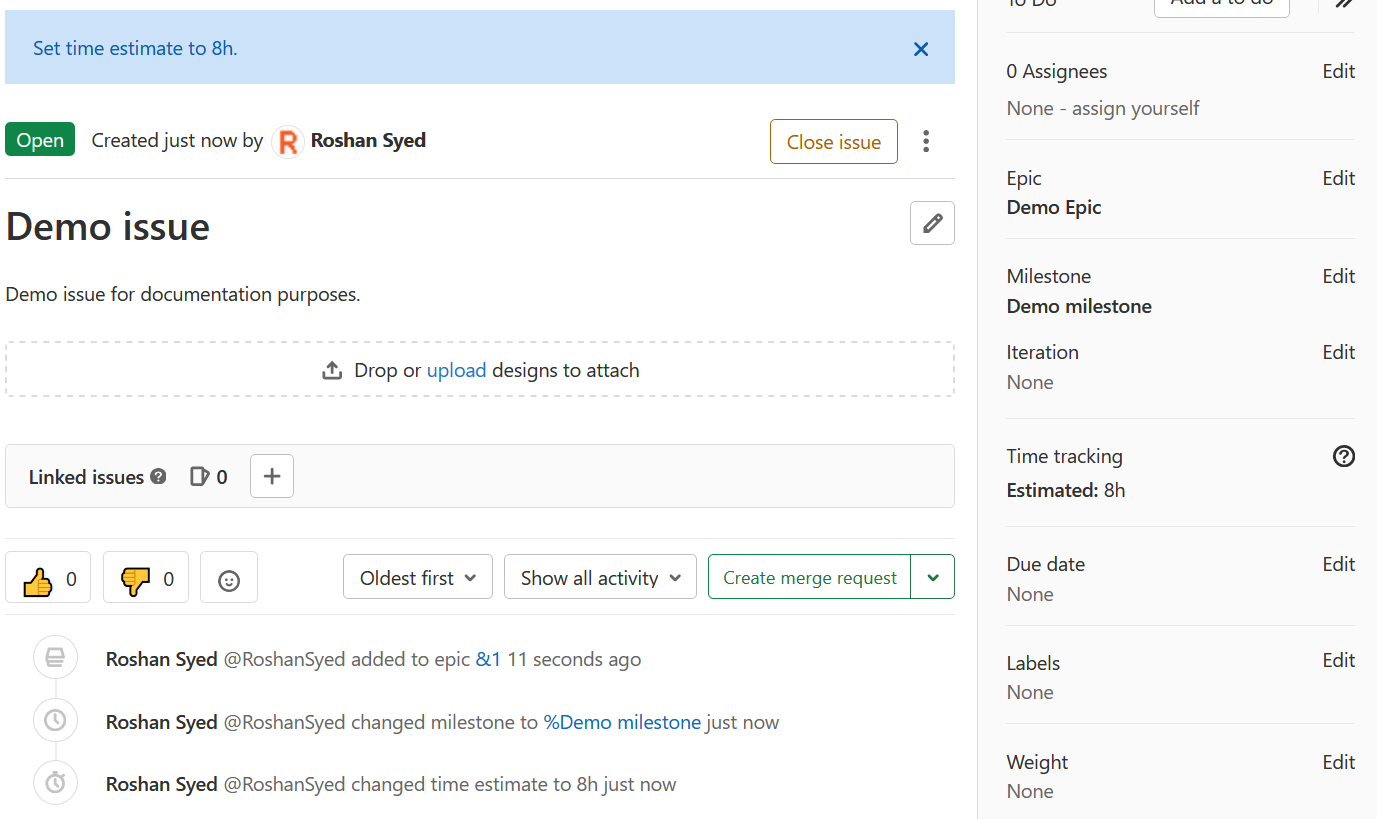 Set time estimate to 8h.
Open Created just now by R Roshan Syed Close issue
Demo issue
Demo issue for documentation purposes.
Drop or upload designs to attach
Linked issues ? 0 +
0 0 Oldest first Show all activity Create merge request
Roshan Syed @RoshanSyed added to epic &1 11 seconds ago
Roshan Syed @RoshanSyed changed milestone to %Demo milestone just now
Roshan Syed @RoshanSyed changed time estimate to 8h just now
To Do Add a to do
0 Assignees Edit
None - assign yourself
Epic Edit
Demo Epic
Milestone Edit
Demo milestone
Iteration Edit
None
Time tracking ?
Estimated: 8h
Due date Edit
None
Labels Edit
None
Weight Edit
None